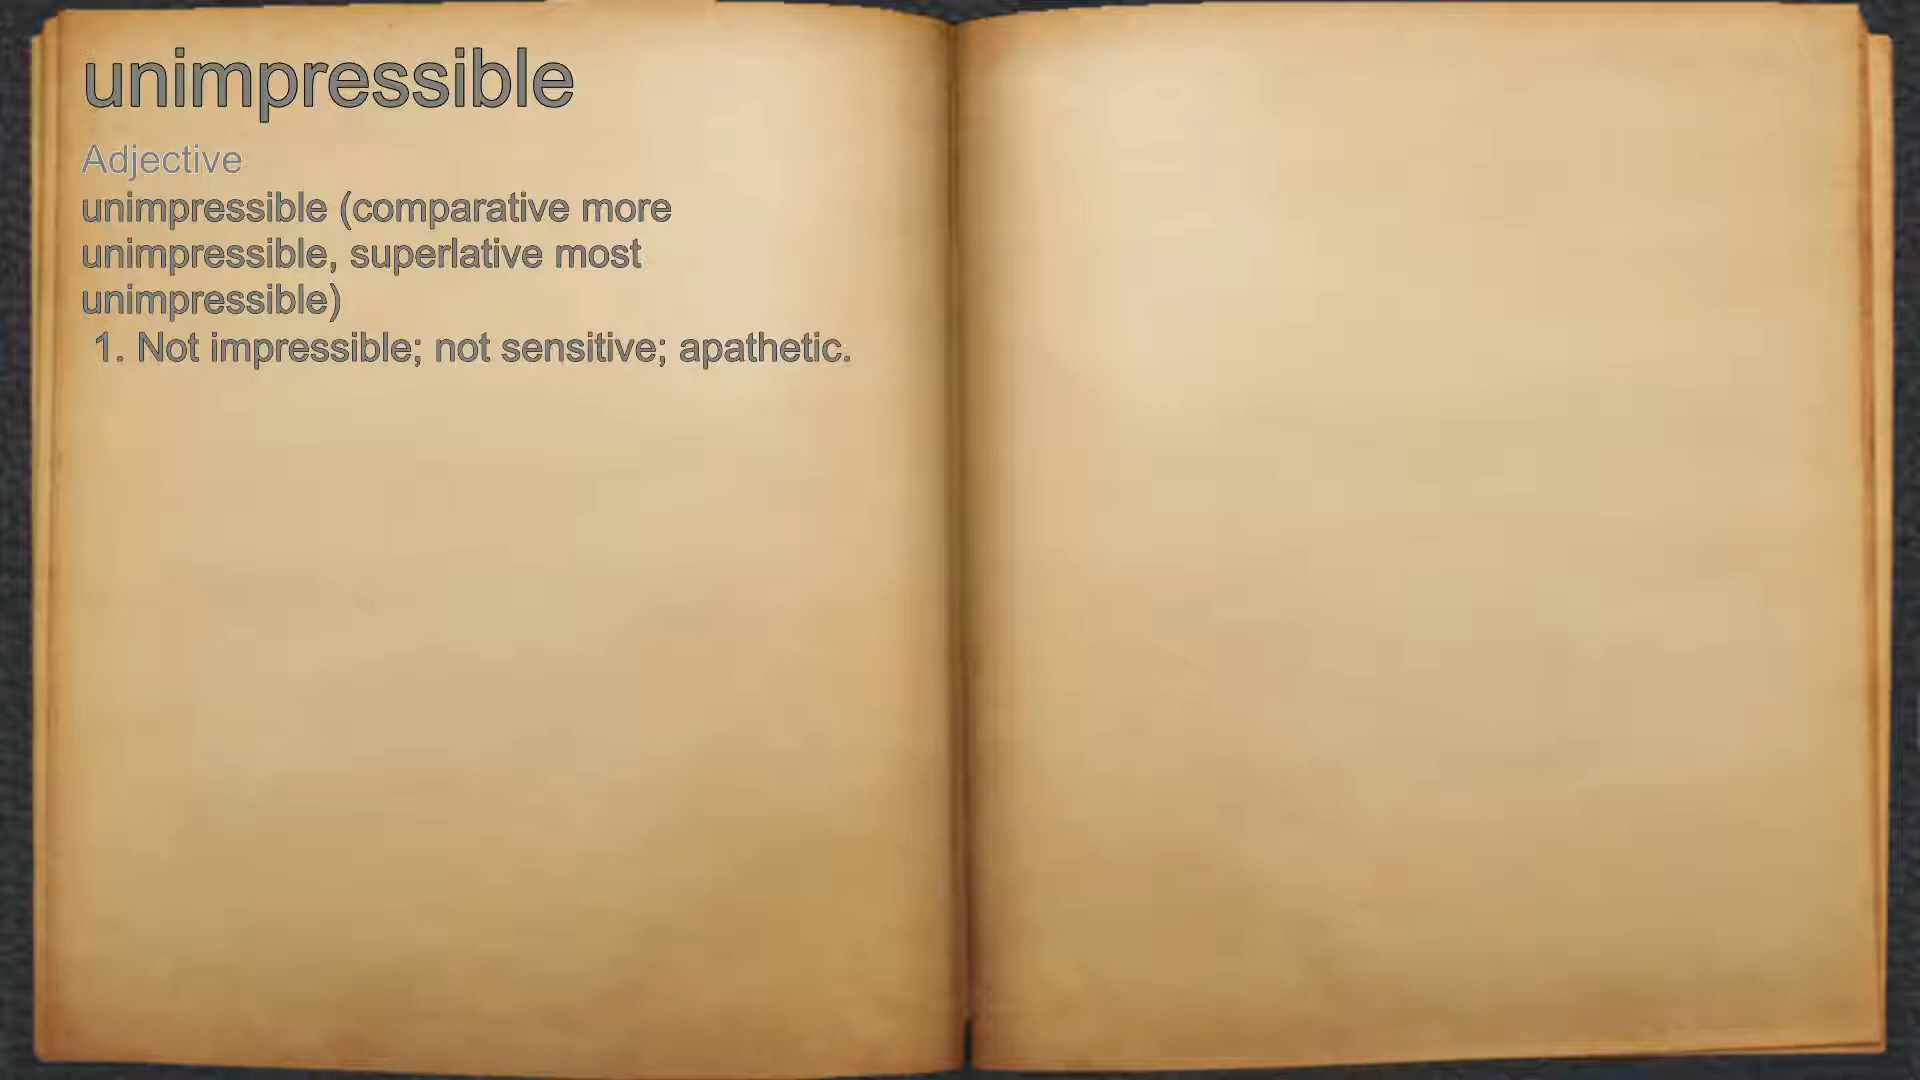 unimpressible
Adjective
unimpressible (comparative more
unimpressible, superlative most
unimpressible)
1. Not impressible; not sensitive; apathetic.